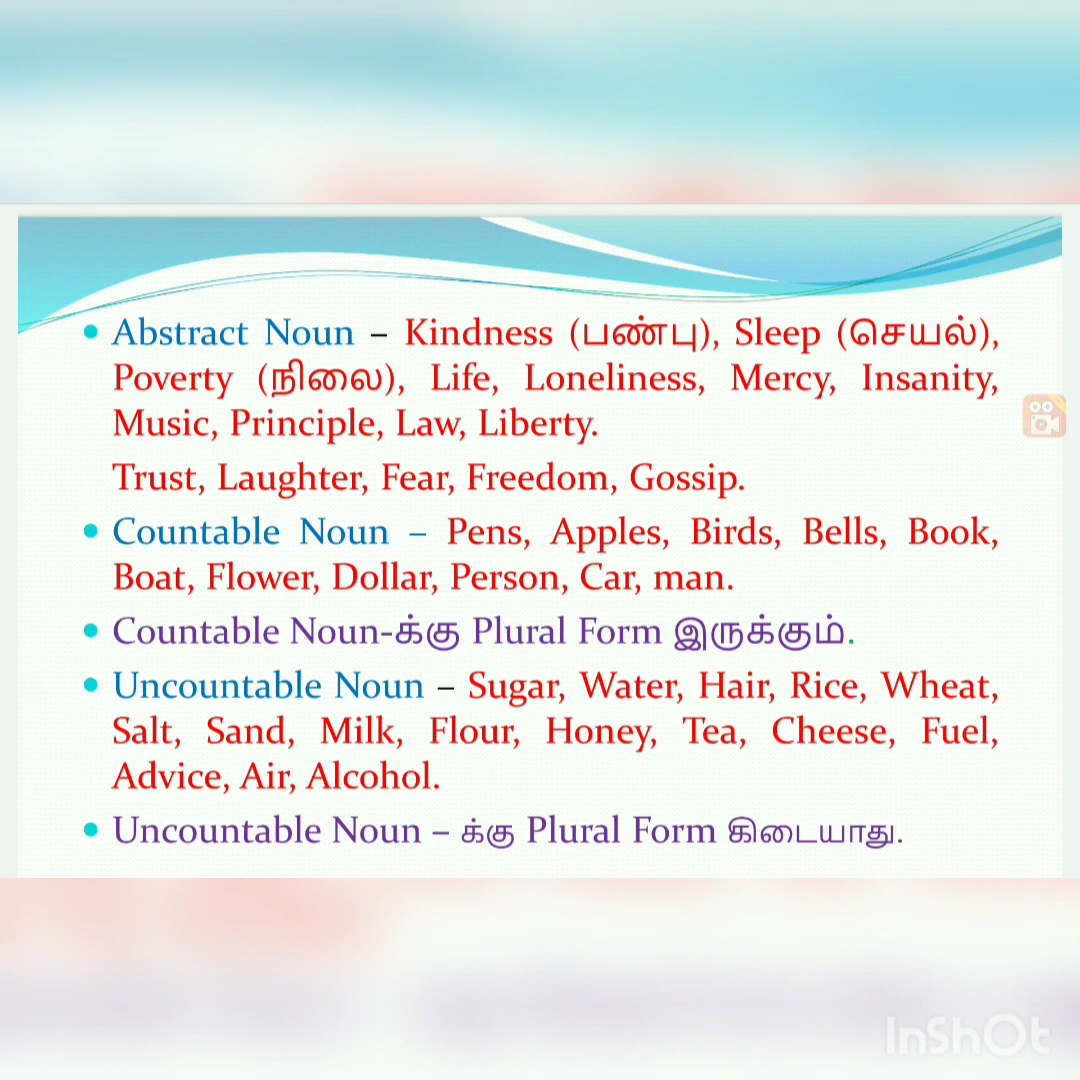 Abstract Noun – Kindness (பண்பு), Sleep (செயல்),
Poverty (நிலை), Life, Loneliness, Mercy, Insanity,
Music, Principle, Law, Liberty.
Trust, Laughter, Fear, Freedom, Gossip.
Countable Noun – Pens, Apples, Birds, Bells, Book,
Boat, Flower, Dollar, Person, Car, man.
Countable Noun-க்கு Plural Form இருக்கும்.
Uncountable Noun – Sugar, Water, Hair, Rice, Wheat,
Salt, Sand, Milk, Flour, Honey, Tea, Cheese, Fuel,
Advice, Air, Alcohol.
Uncountable Noun – க்கு Plural Form கிடையாது.
InShOt